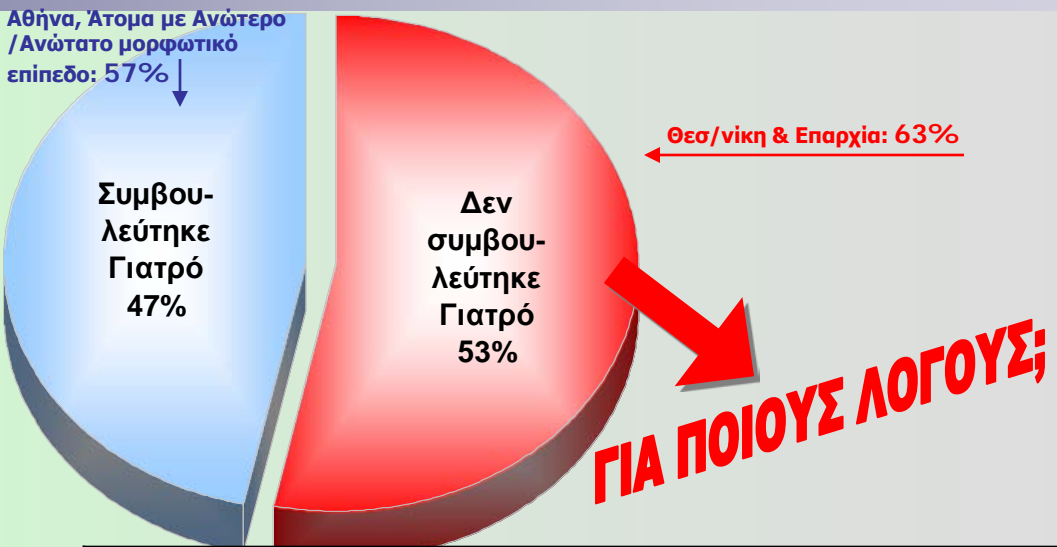 Αθήνα, Άτομα με Ανώτερο
/Ανώτατο μορφωτικό
επίπεδο: 57%
Θεσ/νίκη & Επαρχία: 63%
Συμβου-
λεύτηκε
Γιατρό
47%
Δεν
συμβου-
λεύτηκε
Γιατρό
53%
ΓΙΑ ΠΟΙΟΥΣ ΛΟΓΟΥΣ;